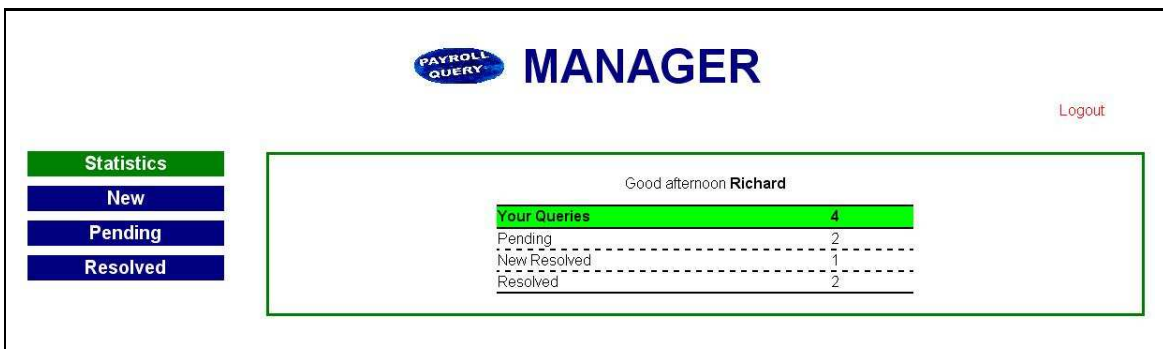 PAYROLL
QUERY
MANAGER
Logout
Statistics
New
Pending
Resolved
Good afternoon Richard
Your Queries 4
Pending 2
New Resolved 1
Resolved 2